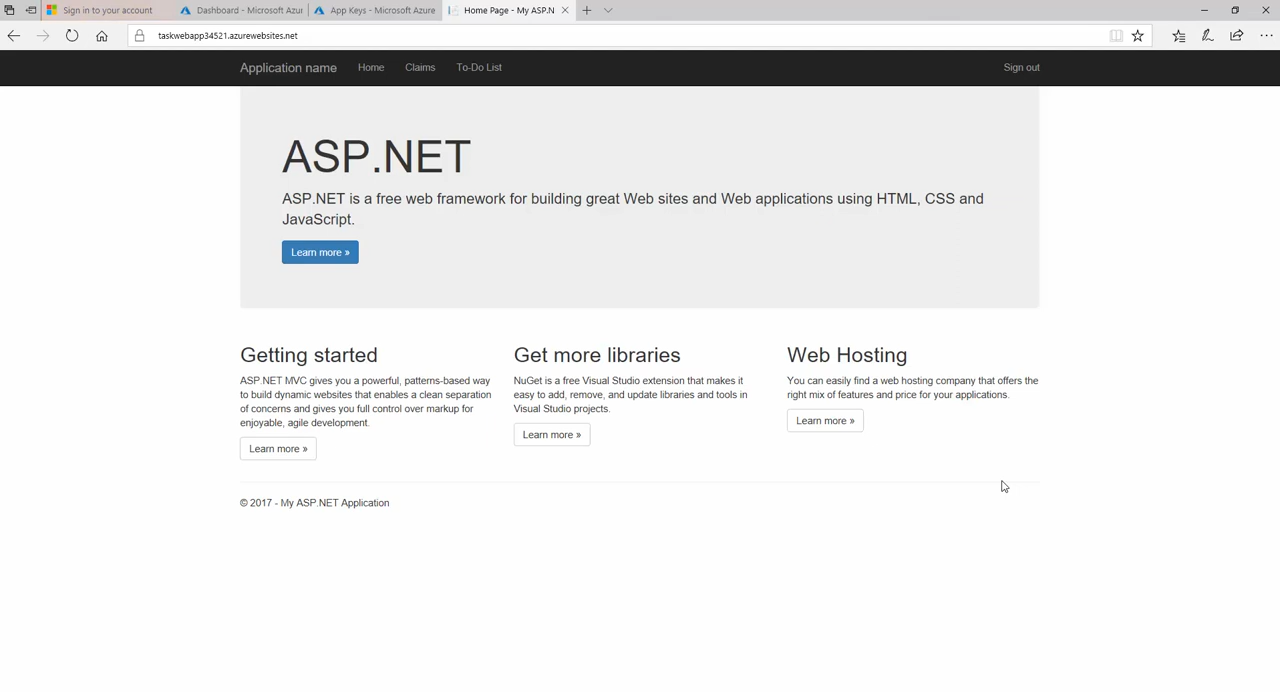 Sign in to your account
Dashboard - Microsoft Azur
App Keys - Microsoft Azure
Home Page - My ASP.N
taskwebapp34521.azurewebsites.net
Application name Home Claims To-Do List Sign out
ASP.NET
ASP.NET is a free web framework for building great Web sites and Web applications using HTML, CSS and
JavaScript.
Learn more »
Getting started
ASP.NET MVC gives you a powerful, patterns-based way
to build dynamic websites that enables a clean separation
of concerns and gives you full control over markup for
enjoyable, agile development.
Learn more »
Get more libraries
NuGet is a free Visual Studio extension that makes it
easy to add, remove, and update libraries and tools in
Visual Studio projects.
Learn more »
Web Hosting
You can easily find a web hosting company that offers the
right mix of features and price for your applications.
Learn more »
© 2017 - My ASP.NET Application